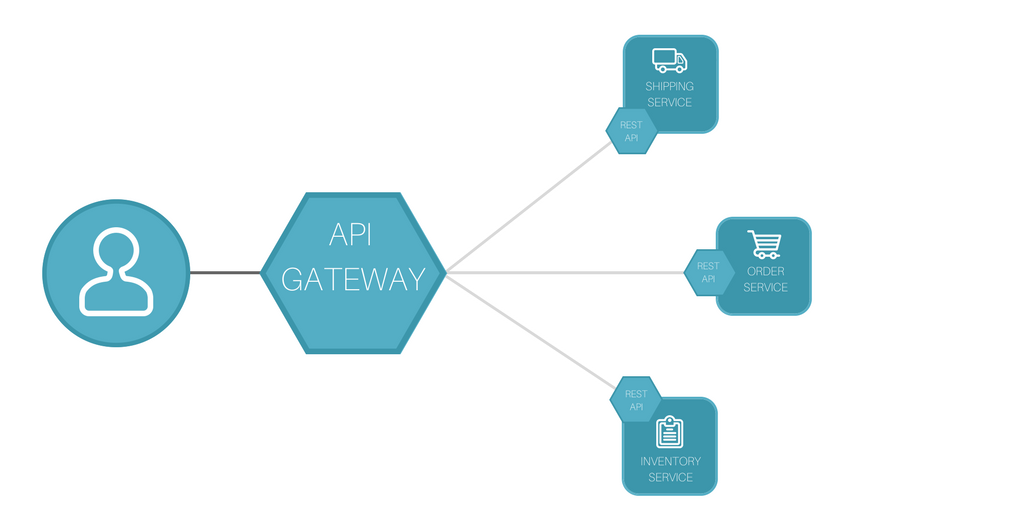 API
GATEWAY
SHIPPING
SERVICE
REST
API
REST
API
ORDER
SERVICE
REST
API
INVENTORY
SERVICE